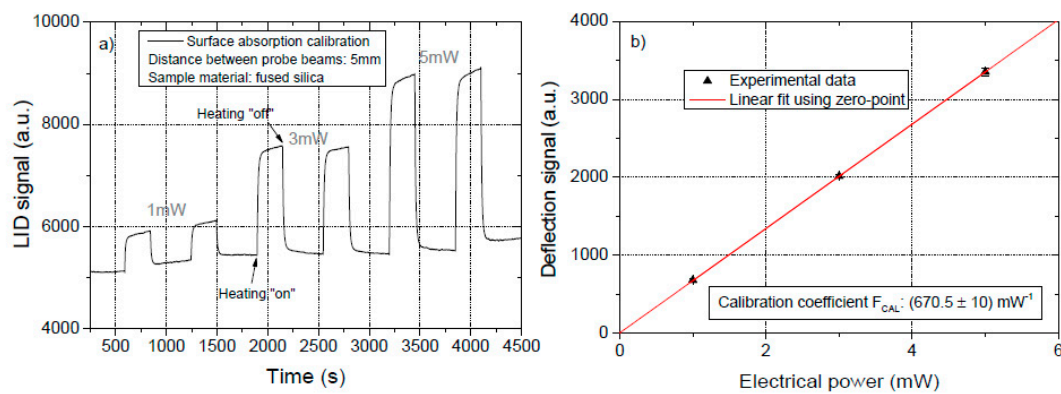 a)
Surface absorption calibration
Distance between probe beams: 5mm
Sample material: fused silica
5mW
Heating "off"
3mW
1mW
Heating "on"
LID signal (a.u.)
10000
8000
6000
4000
500 1000 1500 2000 2500 3000 3500 4000 4500
Time (s)
b)
Experimental data
Linear fit using zero-point
Calibration coefficient F_CAL: (670.5 ± 10) mW⁻¹
Deflection signal (a.u.)
4000
3000
2000
1000
0
0 2 4 6
Electrical power (mW)